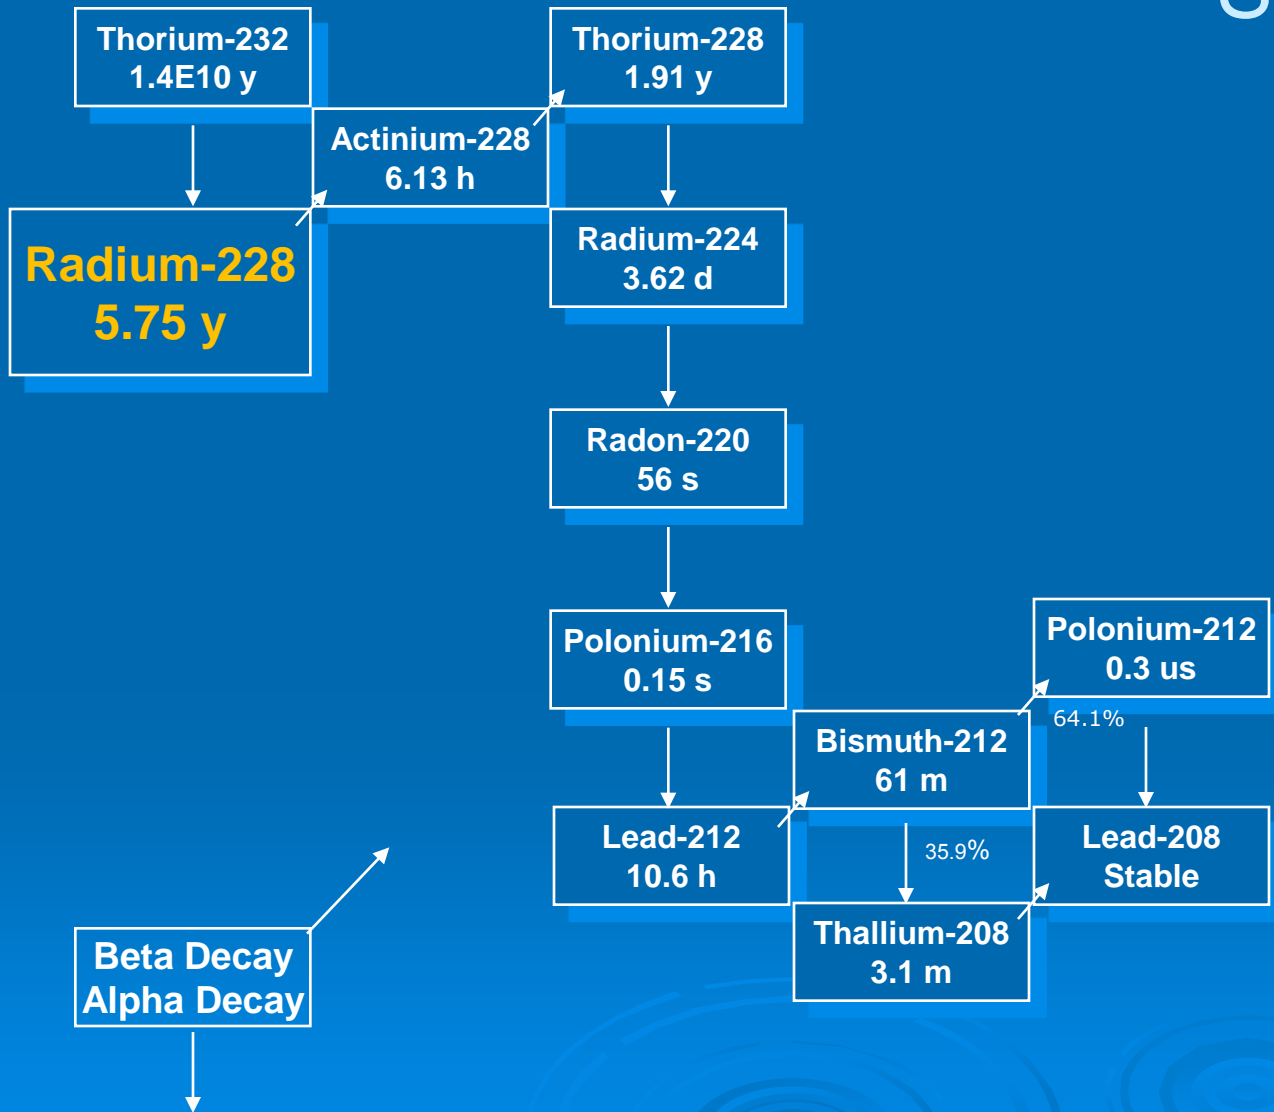 Thorium-232
1.4E10 y
Thorium-228
1.91 y
Actinium-228
6.13 h
Radium-228
5.75 y
Radium-224
3.62 d
Radon-220
56 s
Polonium-216
0.15 s
Polonium-212
0.3 us
64.1%
Bismuth-212
61 m
Lead-212
10.6 h
35.9%
Lead-208
Stable
Thallium-208
3.1 m
Beta Decay
Alpha Decay